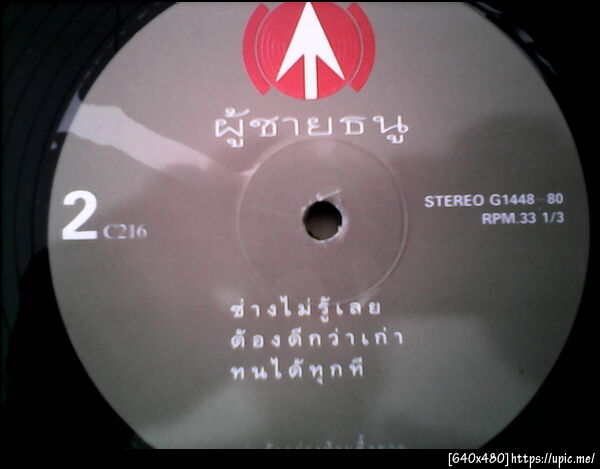 ผู้ชายธนู
2 C216
STEREO G1448-80
RPM.33 1/3
ช่างไม่รู้เลย
ต้องดีกว่าเก่า
ทนได้ทุกที
[640x480]https://upic.me/